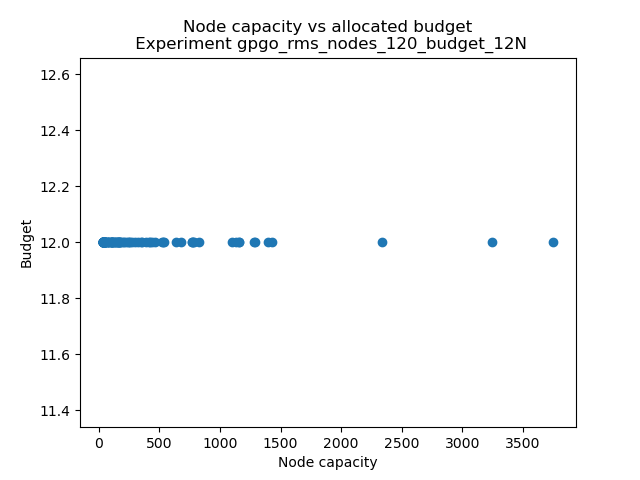 Node capacity vs allocated budget
Experiment gpgo_rms_nodes_120_budget_12N
12.6
12.4
12.2
12.0
11.8
11.6
11.4
Budget
0 500 1000 1500 2000 2500 3000 3500
Node capacity